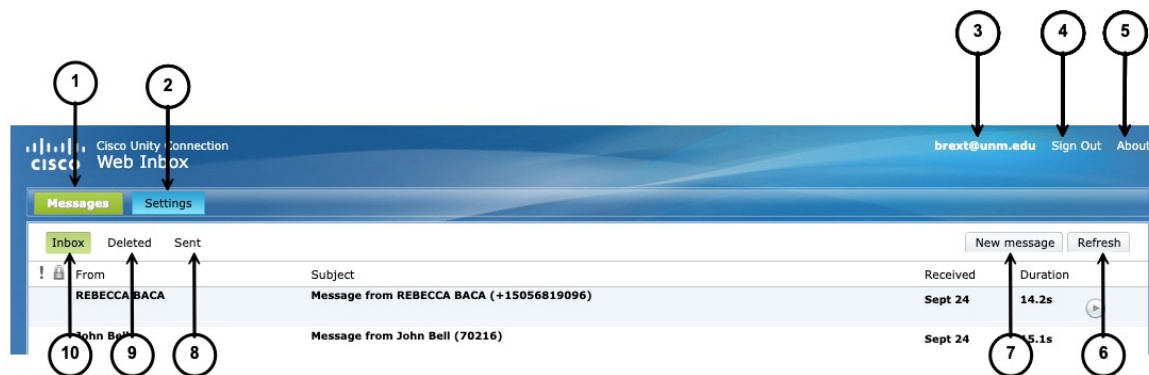 3 4 5
1 2
Cisco Unity Connection
cisco Web Inbox
brext@unm.edu Sign Out About
Messages Settings
Inbox Deleted Sent New message Refresh
! From Subject Received Duration
REBECCA BACA Message from REBECCA BACA (+15056819096) Sept 24 14.2s
John Bell Message from John Bell (70216) Sept 24 15.1s
10 9 8 7 6